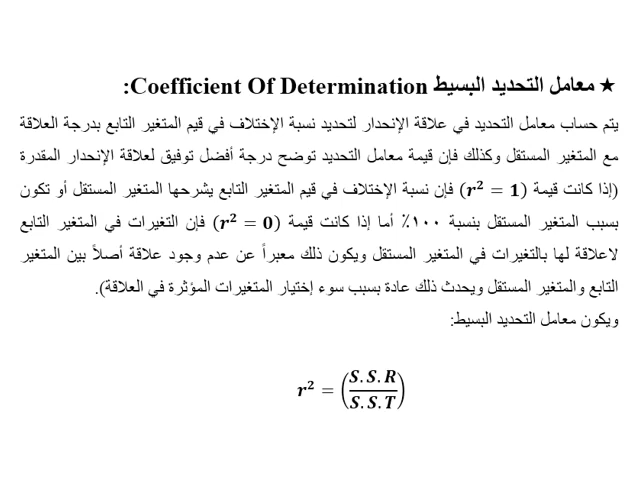 ★ معامل التحديد البسيط Coefficient Of Determination:
يتم حساب معامل التحديد في علاقة الإنحدار لتحديد نسبة الإختلاف في قيم المتغير التابع بدرجة العلاقة
مع المتغير المستقل وكذلك فإن قيمة معامل التحديد توضح درجة أفضل توفيق لعلاقة الإنحدار المقدرة
(إذا كانت قيمة (r² = 1) فإن نسبة الإختلاف في قيم المتغير التابع يشرحها المتغير المستقل أو تكون
بسبب المتغير المستقل بنسبة ١٠٠٪ أما إذا كانت قيمة (r² = 0) فإن التغيرات في المتغير التابع
لاعلاقة لها بالتغيرات في المتغير المستقل ويكون ذلك معبراً عن عدم وجود علاقة أصلاً بين المتغير
التابع والمتغير المستقل ويحدث ذلك عادة بسبب سوء إختيار المتغيرات المؤثرة في العلاقة).
ويكون معامل التحديد البسيط:
r² = (S.S.R / S.S.T)